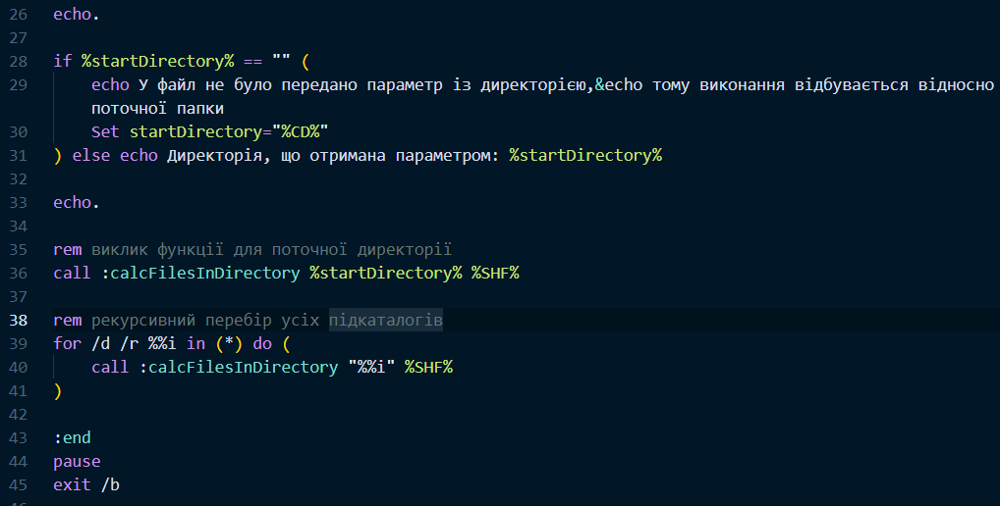 26 echo.
27
28 if %startDirectory% == "" (
29 echo У файл не було передано параметр із директорією,&echo тому виконання відбувається відносно
поточної папки
30 Set startDirectory="%CD%"
31 ) else echo Директорія, що отримана параметром: %startDirectory%
32
33 echo.
34
35 rem виклик функції для поточної директорії
36 call :calcFilesInDirectory %startDirectory% %SHF%
37
38 rem рекурсивний перебір усіх підкаталогів
39 for /d /r %%i in (*) do (
40 call :calcFilesInDirectory "%%i" %SHF%
41 )
42
43 :end
44 pause
45 exit /b